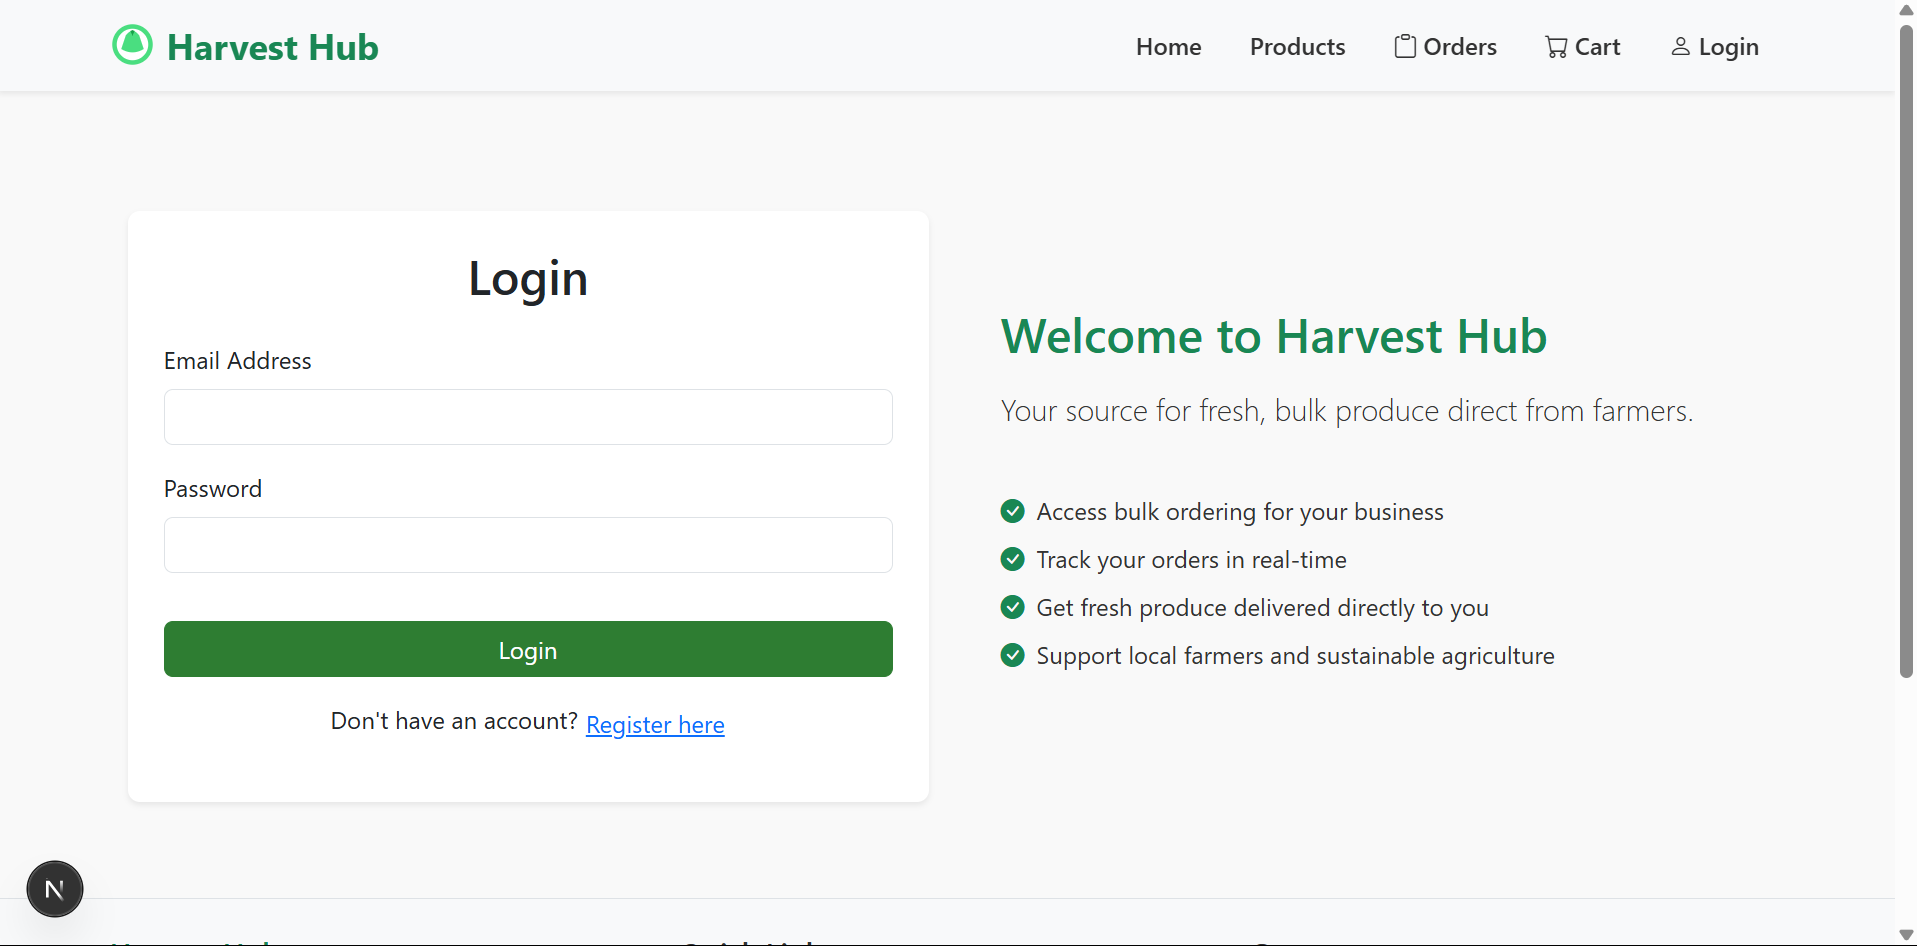 Harvest Hub
Home Products Orders Cart Login
Login
Email Address
Password
Login
Don't have an account? Register here
Welcome to Harvest Hub
Your source for fresh, bulk produce direct from farmers.
Access bulk ordering for your business
Track your orders in real-time
Get fresh produce delivered directly to you
Support local farmers and sustainable agriculture
N